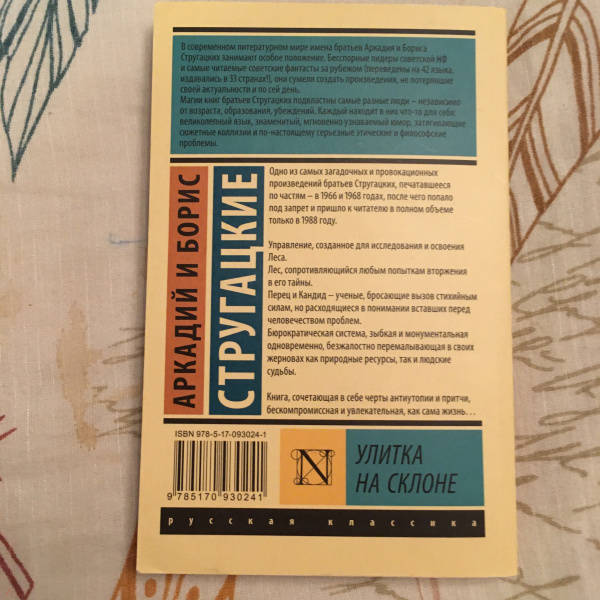 В современном литературном мире имена братьев Аркадия и Бориса
Стругацких занимают особое положение. Бесспорные лидеры советской НФ
и самые читаемые советские фантасты за рубежом (переведены на 42 языка,
издавались в 33 странах!), они сумели создать произведения, не потерявшие
своей актуальности и по сей день.
Магии книг братьев Стругацких подвластны самые разные люди – независимо
от возраста, образования, убеждений. Каждый находит в них что-то для себя:
великолепный язык, знаменитый, мгновенно узнаваемый юмор, затягивающие
сюжетные коллизии и по-настоящему серьезные этические и философские
проблемы.
АРКАДИЙ И БОРИС
СТРУГАЦКИЕ
Одно из самых загадочных и провокационных
произведений братьев Стругацких, печатавшееся
по частям – в 1966 и 1968 годах, после чего попало
под запрет и пришло к читателю в полном объеме
только в 1988 году.
Управление, созданное для исследования и освоения
Леса.
Лес, сопротивляющийся любым попыткам вторжения
в его тайны.
Перец и Кандид – ученые, бросающие вызов стихийным
силам, но расходящиеся в понимании вставших перед
человечеством проблем.
Бюрократическая система, зыбкая и монументальная
одновременно, безжалостно перемалывающая в своих
жерновах как природные ресурсы, так и людские
судьбы.
Книга, сочетающая в себе черты антиутопии и притчи,
бескомпромиссная и увлекательная, как сама жизнь…
ISBN 978-5-17-093024-1
9 785170 930241
N
УЛИТКА
НА СКЛОНЕ
русская классика